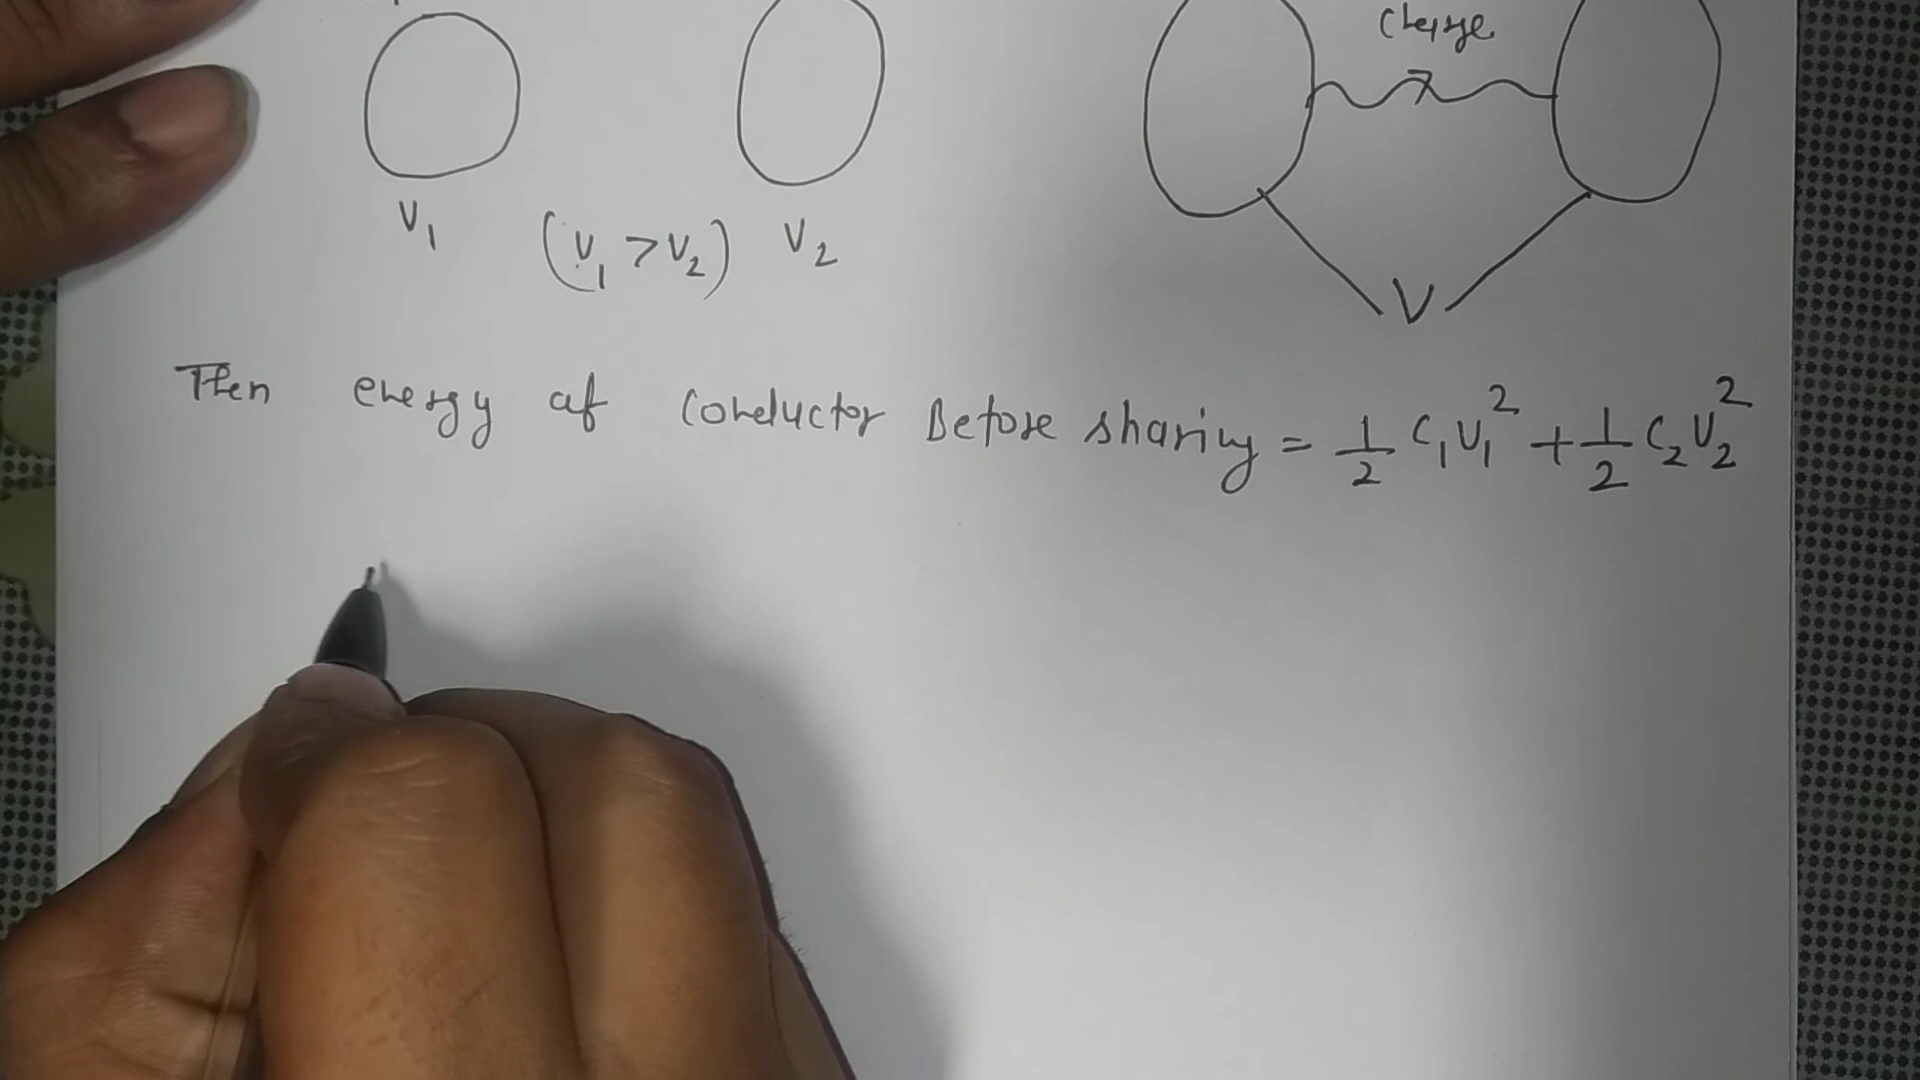 Charge
V₁ (V₁ > V₂) V₂
V
Then energy of conductor Before sharing = 1/2 C₁V₁² + 1/2 C₂V₂²